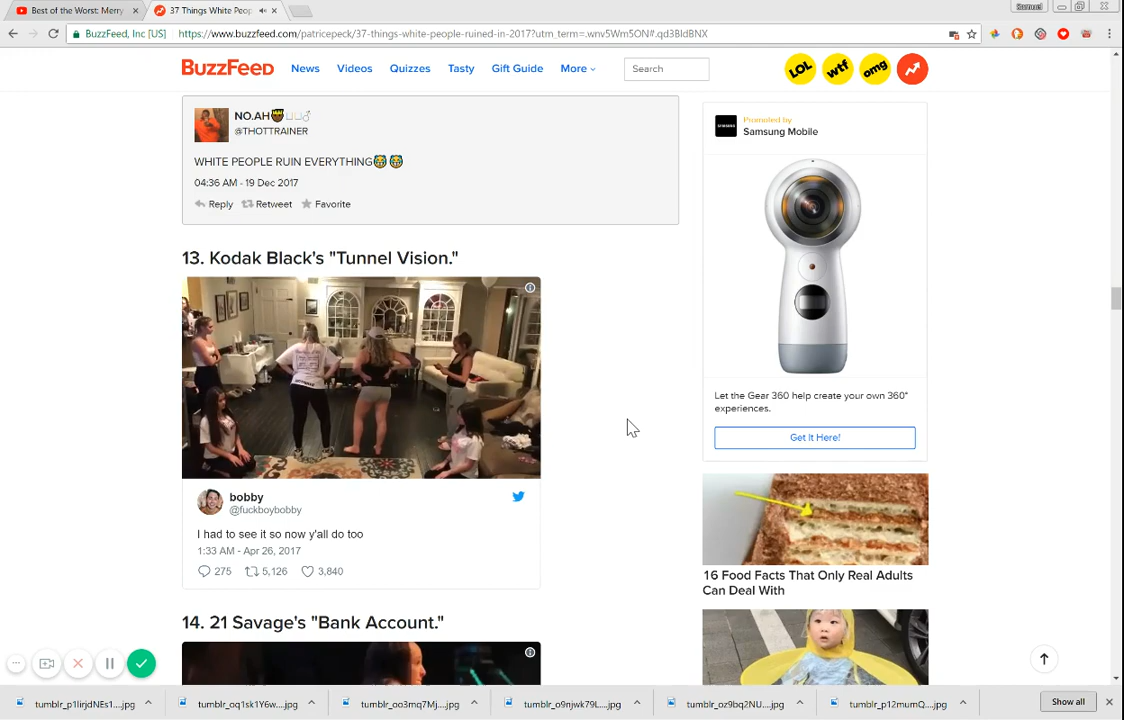 Best of the Worst: Merry
37 Things White Peop
Samuel
BuzzFeed, Inc [US]
https://www.buzzfeed.com/patricepeck/37-things-white-people-ruined-in-2017?utm_term=.wnv5Wm5ON#.qd3BldBNX
BuzzFeed
News
Videos
Quizzes
Tasty
Gift Guide
More
Search
LOL
wtf
omg
NO.AH
@THOTTRAINER
WHITE PEOPLE RUIN EVERYTHING
04:36 AM - 19 Dec 2017
Reply
Retweet
Favorite
13. Kodak Black's "Tunnel Vision."
bobby
@fuckboybobby
I had to see it so now y'all do too
1:33 AM - Apr 26, 2017
275
5,126
3,840
14. 21 Savage's "Bank Account."
SAMSUNG
Promoted by
Samsung Mobile
Let the Gear 360 help create your own 360°
experiences.
Get It Here!
16 Food Facts That Only Real Adults
Can Deal With
tumblr_p1lirjdNEs1....jpg
tumblr_oq1sk1Y6w....jpg
tumblr_oo3mq7Mj....jpg
tumblr_o9njwk79L....jpg
tumblr_oz9bq2NU....jpg
tumblr_p12mumQ....jpg
Show all